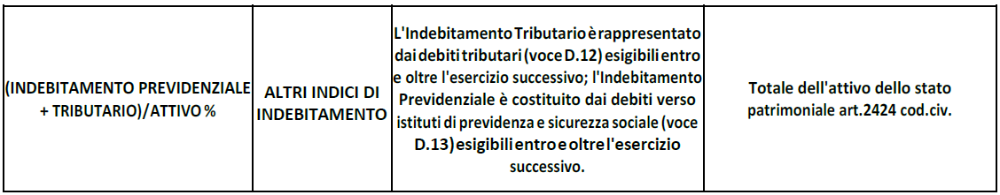 (INDEBITAMENTO PREVIDENZIALE
+ TRIBUTARIO)/ATTIVO %
ALTRI INDICI DI
INDEBITAMENTO
L'Indebitamento Tributario è rappresentato
dai debiti tributari (voce D.12) esigibili entro
e oltre l'esercizio successivo; l'Indebitamento
Previdenziale è costituito dai debiti verso
istituti di previdenza e sicurezza sociale (voce
D.13) esigibili entro e oltre l'esercizio
successivo.
Totale dell'attivo dello stato
patrimoniale art.2424 cod.civ.